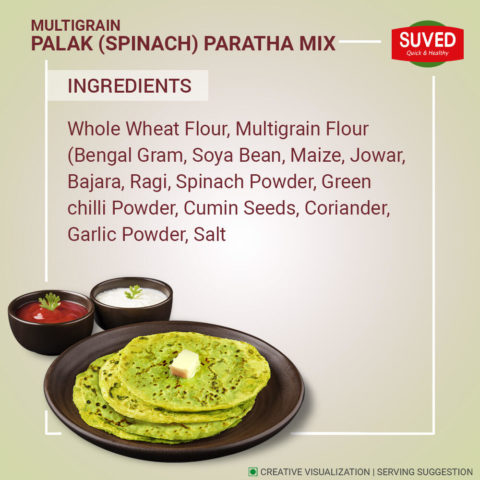 MULTIGRAIN
PALAK (SPINACH) PARATHA MIX
SUVED
Quick & Healthy
INGREDIENTS
Whole Wheat Flour, Multigrain Flour
(Bengal Gram, Soya Bean, Maize, Jowar,
Bajara, Ragi, Spinach Powder, Green
chilli Powder, Cumin Seeds, Coriander,
Garlic Powder, Salt
CREATIVE VISUALIZATION | SERVING SUGGESTION